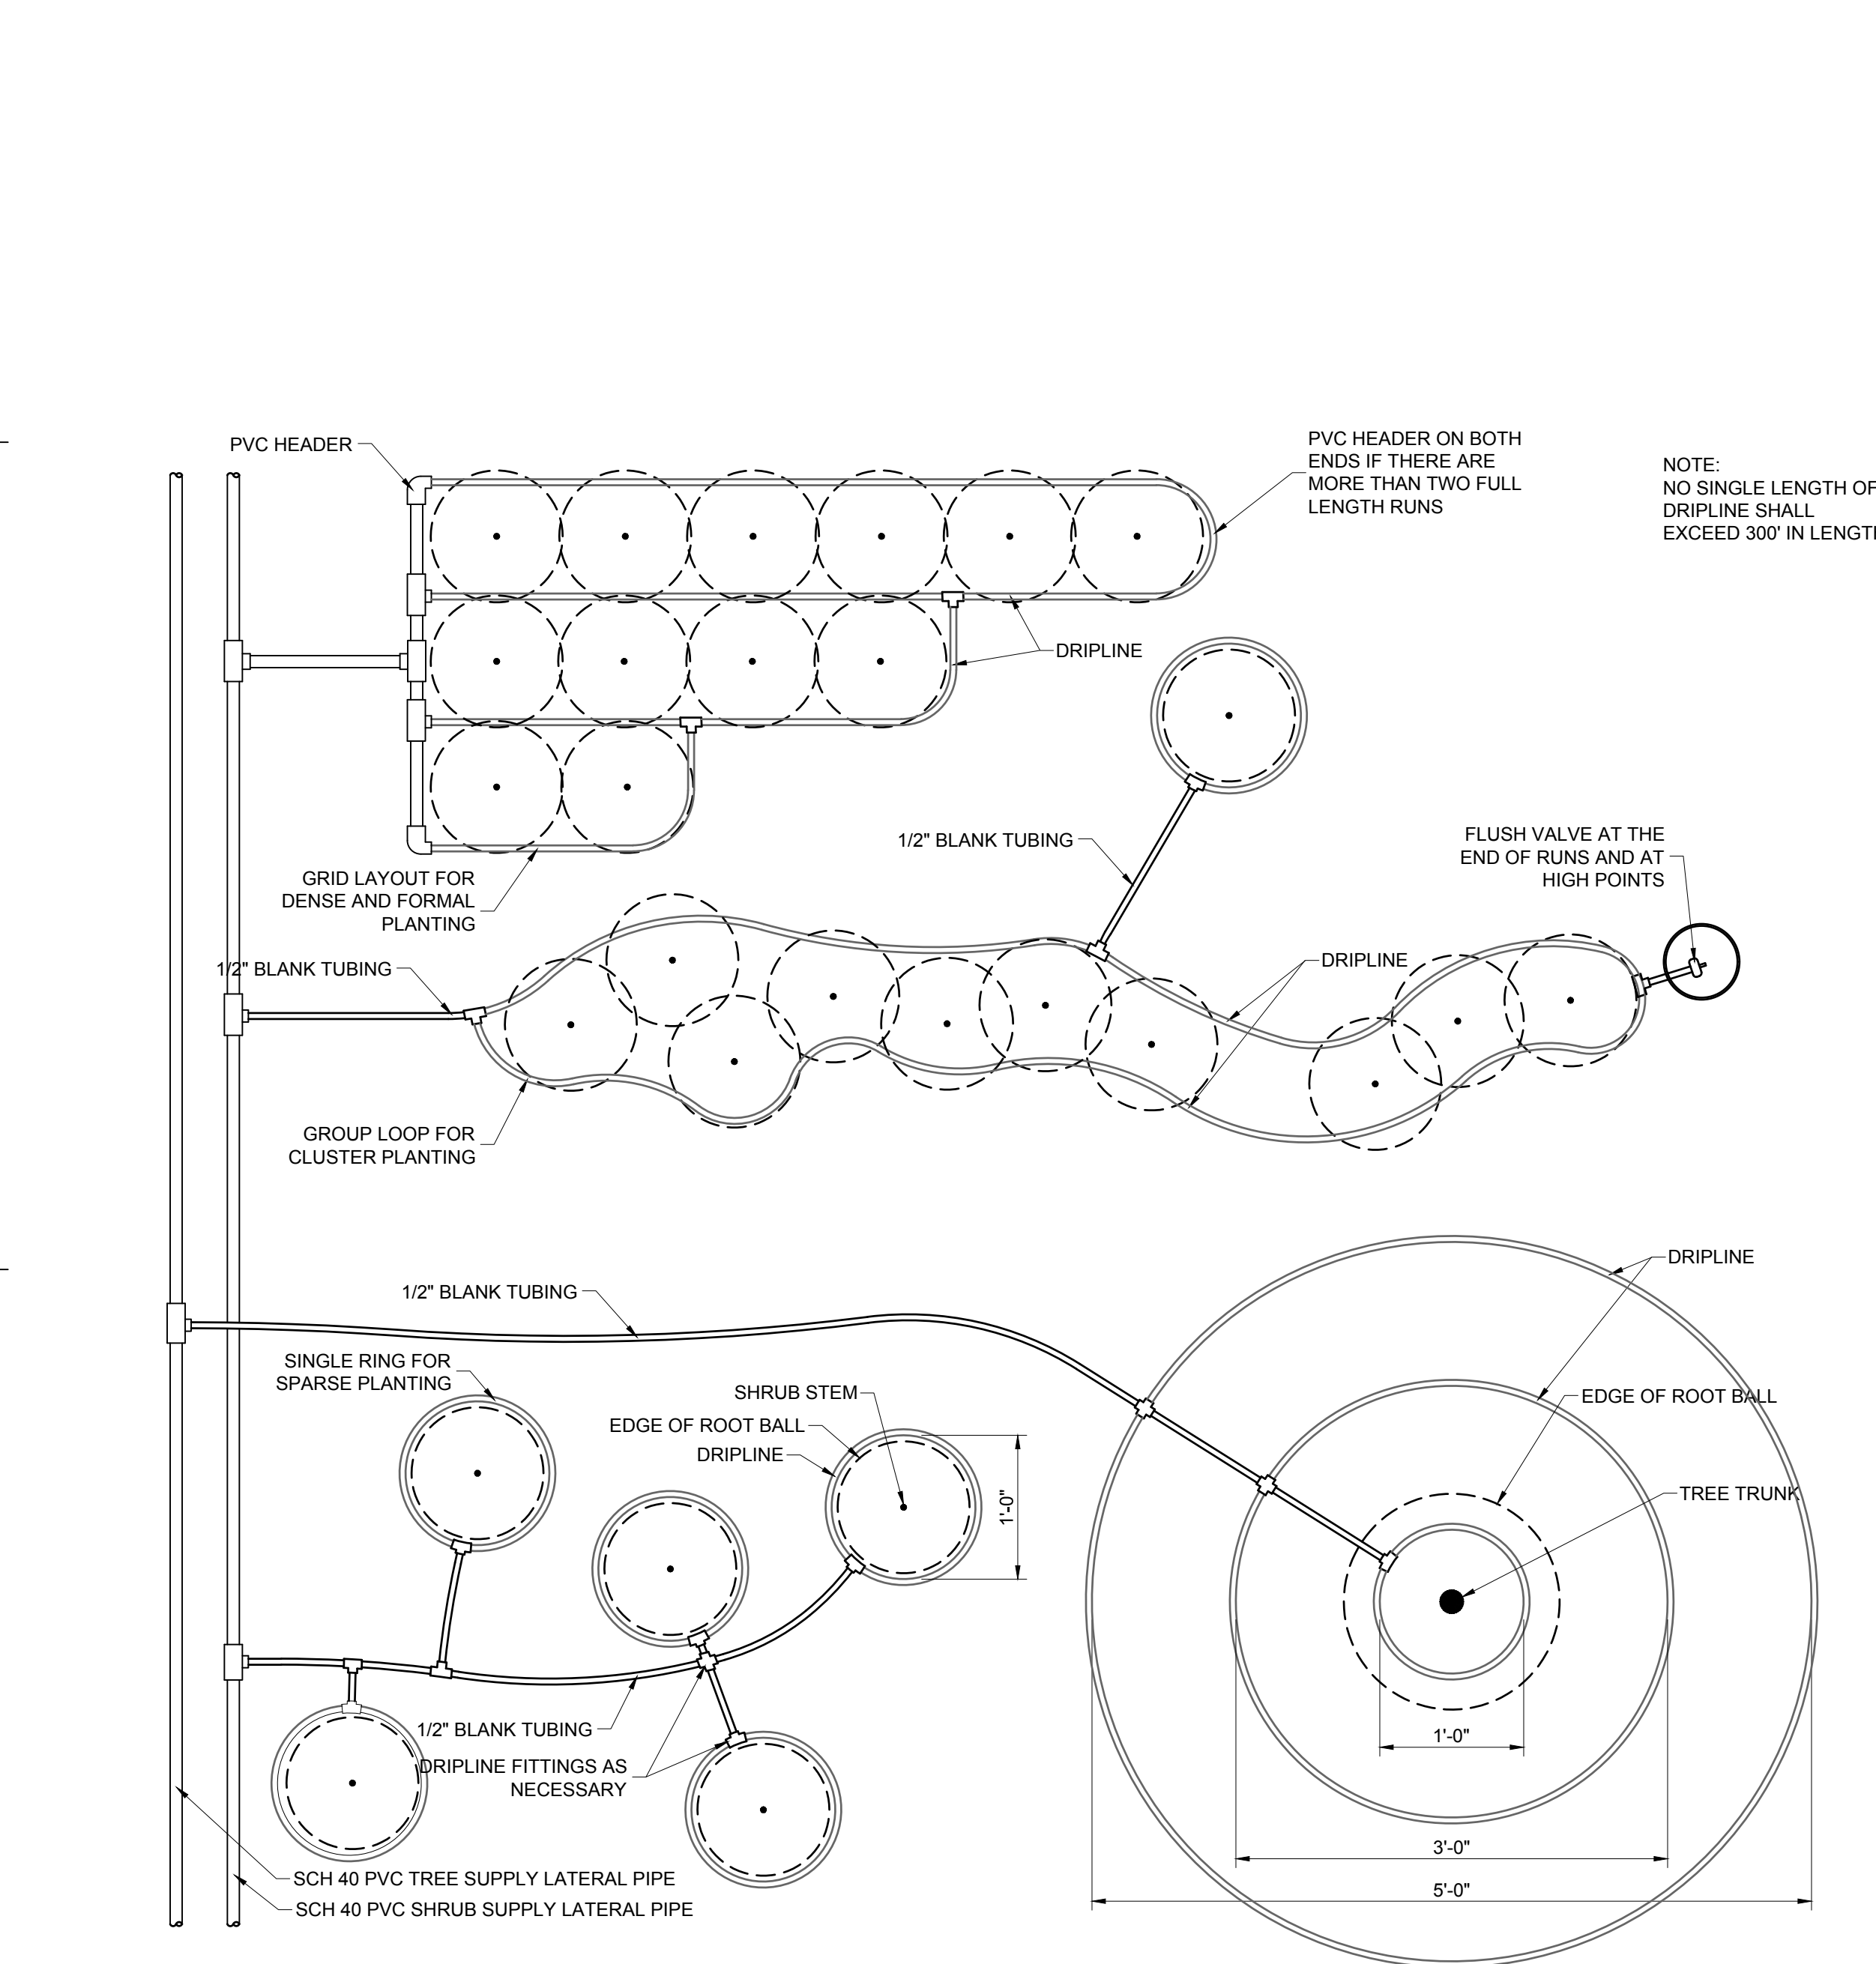 PVC HEADER
PVC HEADER ON BOTH
ENDS IF THERE ARE
MORE THAN TWO FULL
LENGTH RUNS
NOTE:
NO SINGLE LENGTH OF
DRIPLINE SHALL
EXCEED 300' IN LENGTH
DRIPLINE
1/2" BLANK TUBING
FLUSH VALVE AT THE
END OF RUNS AND AT
HIGH POINTS
GRID LAYOUT FOR
DENSE AND FORMAL
PLANTING
1/2" BLANK TUBING
DRIPLINE
GROUP LOOP FOR
CLUSTER PLANTING
DRIPLINE
1/2" BLANK TUBING
SINGLE RING FOR
SPARSE PLANTING
SHRUB STEM
EDGE OF ROOT BALL
DRIPLINE
1'-0"
EDGE OF ROOT BALL
TREE TRUNK
1/2" BLANK TUBING
DRIPLINE FITTINGS AS
NECESSARY
1'-0"
3'-0"
5'-0"
SCH 40 PVC TREE SUPPLY LATERAL PIPE
SCH 40 PVC SHRUB SUPPLY LATERAL PIPE